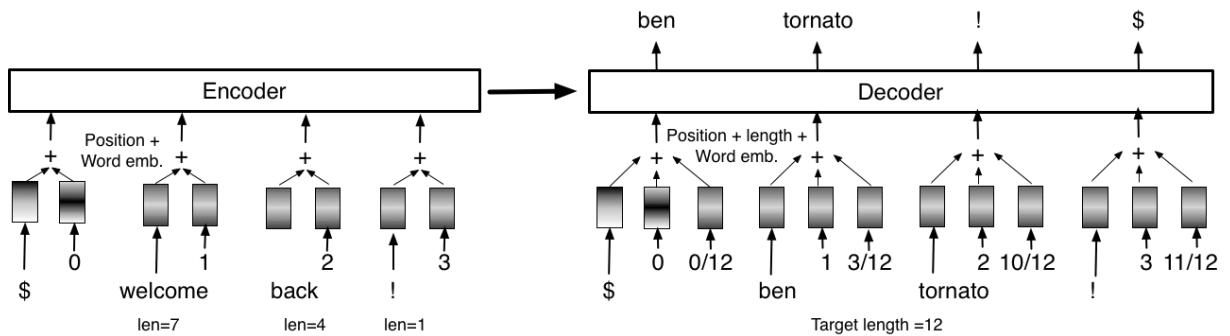 ben tornato ! $
Encoder
Decoder
Position +
Word emb.
Position + length +
Word emb.
+ + + +
+ + + +
0 1 2 3
0 0/12 1 3/12 2 10/12 3 11/12
$ welcome back !
$ ben tornato !
len=7 len=4 len=1
Target length =12